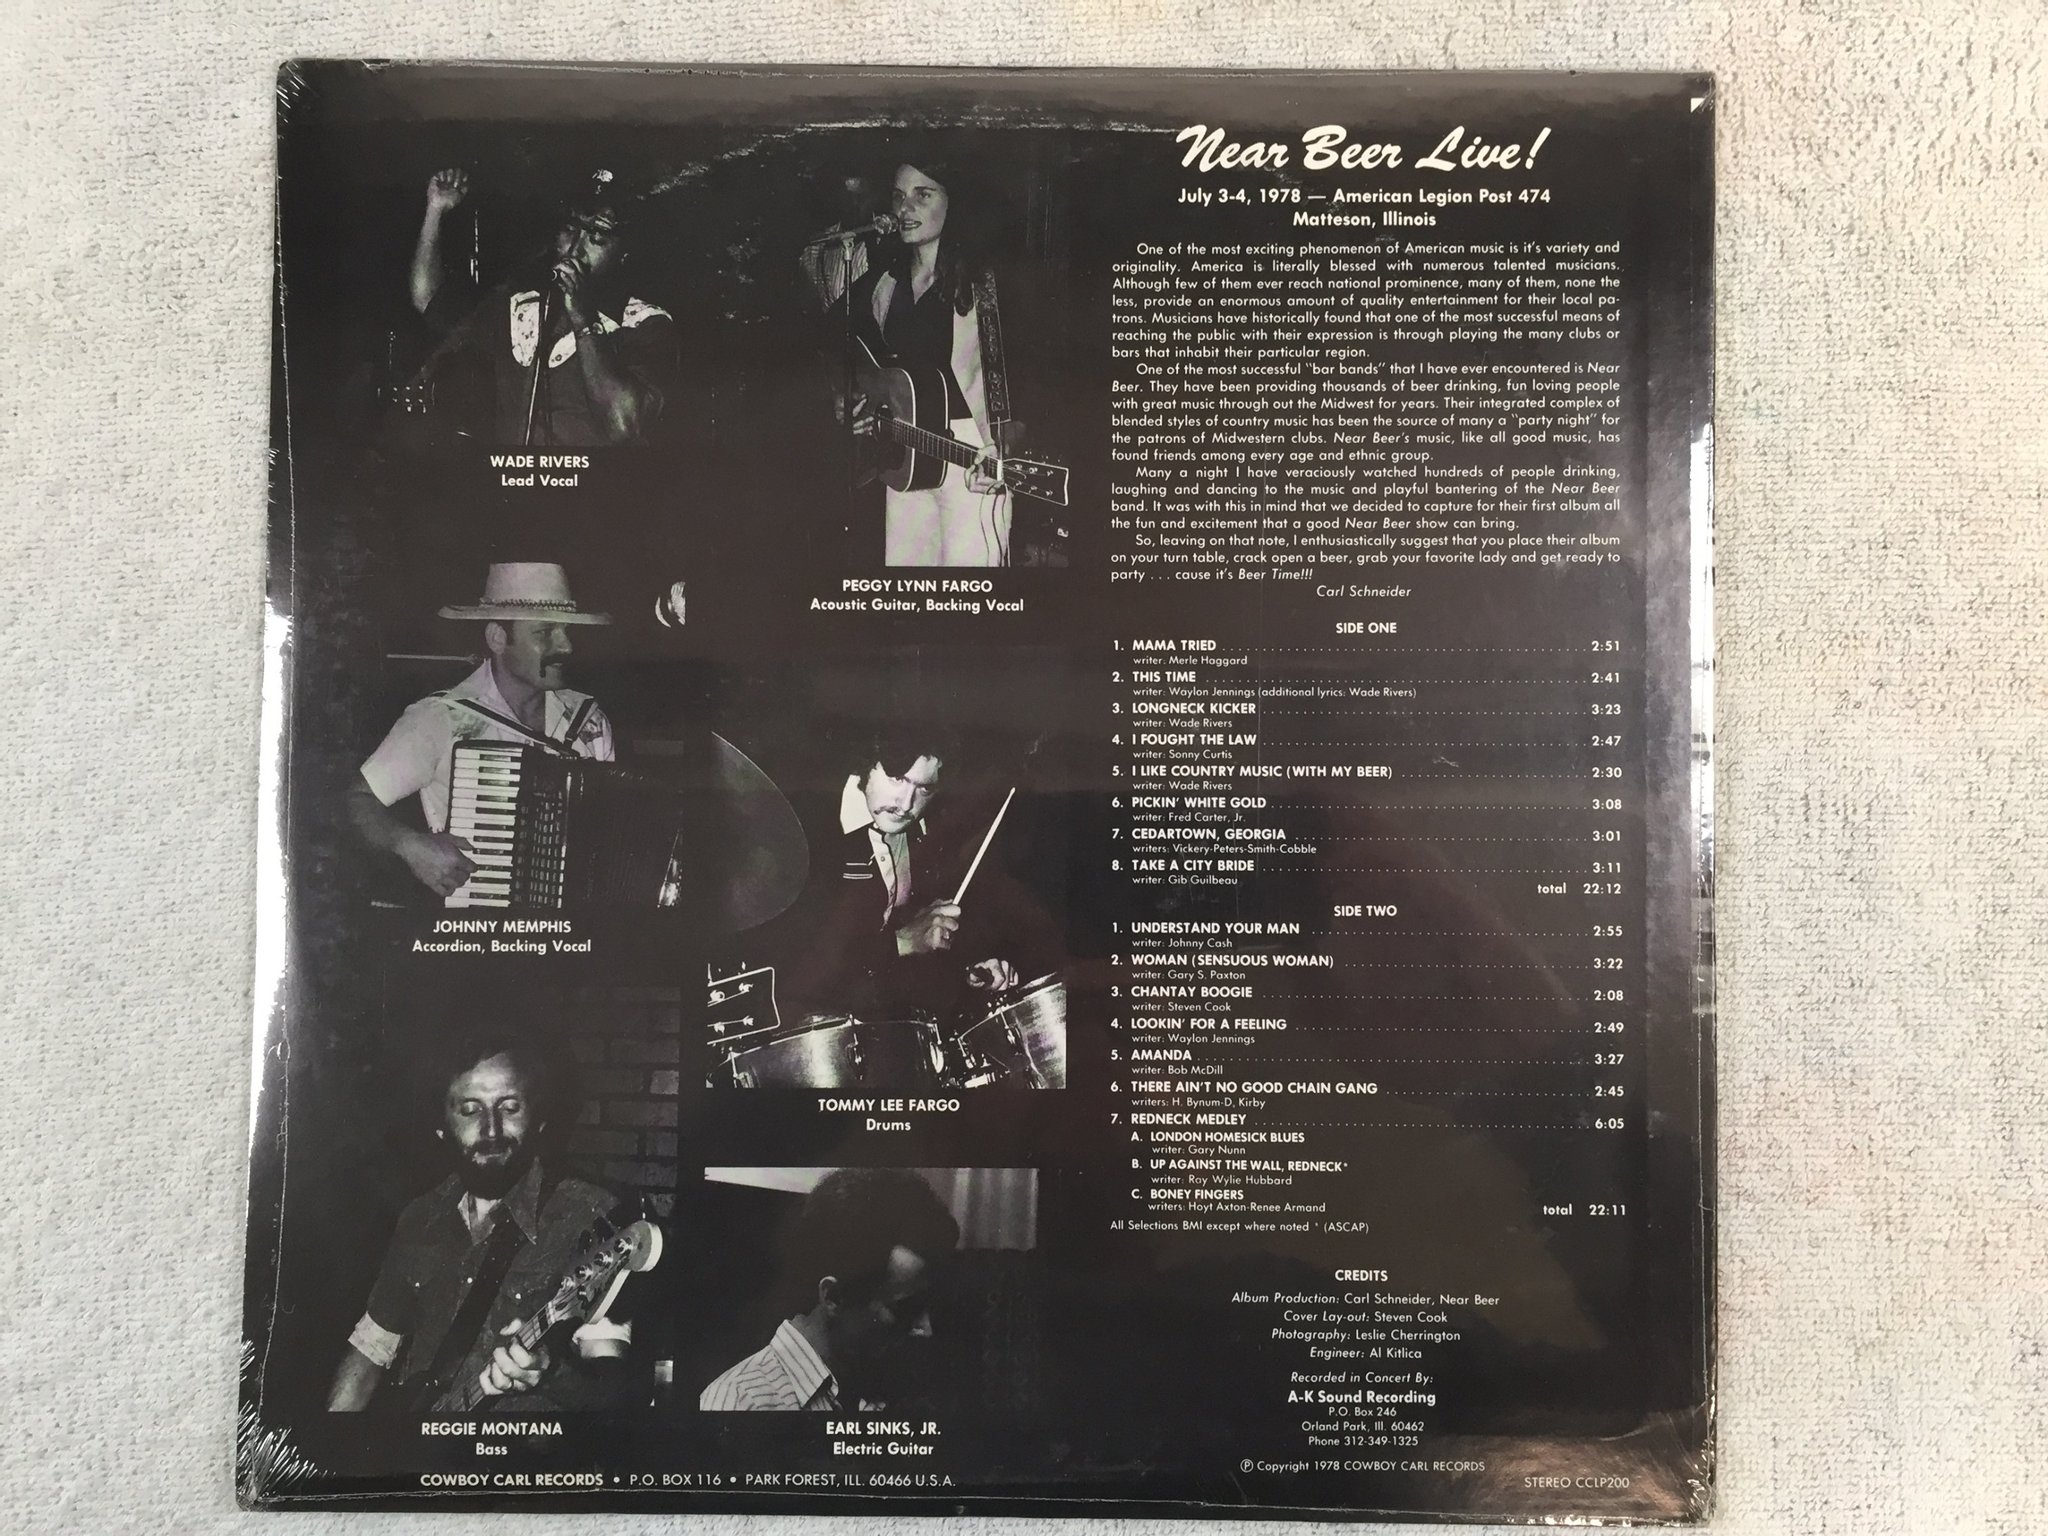 Near Beer Live!
July 3-4, 1978 — American Legion Post 474
Matteson, Illinois
One of the most exciting phenomenon of American music is it's variety and
originality. America is literally blessed with numerous talented musicians.
Although few of them ever reach national prominence, many of them, none the
less, provide an enormous amount of quality entertainment for their local pa-
trons. Musicians have historically found that one of the most successful means of
reaching the public with their expression is through playing the many clubs or
bars that inhabit their particular region.
One of the most successful "bar bands" that I have ever encountered is Near
Beer. They have been providing thousands of beer drinking, fun loving people
with great music through out the Midwest for years. Their integrated complex of
blended styles of country music has been the source of many a "party night" for
the patrons of Midwestern clubs. Near Beer's music, like all good music, has
found friends among every age and ethnic group.
Many a night I have veraciously watched hundreds of people drinking,
laughing and dancing to the music and playful bantering of the Near Beer
band. It was with this in mind that we decided to capture for their first album all
the fun and excitement that a good Near Beer show can bring.
So, leaving on that note, I enthusiastically suggest that you place their album
on your turn table, crack open a beer, grab your favorite lady and get ready to
party . . . cause it's Beer Time!!!
Carl Schneider
SIDE ONE
1. MAMA TRIED 2:51
writer: Merle Haggard
2. THIS TIME 2:41
writer: Waylon Jennings (additional lyrics: Wade Rivers)
3. LONGNECK KICKER 3:23
writer: Wade Rivers
4. I FOUGHT THE LAW 2:47
writer: Sonny Curtis
5. I LIKE COUNTRY MUSIC (WITH MY BEER) 2:30
writer: Wade Rivers
6. PICKIN' WHITE GOLD 3:08
writer: Fred Carter, Jr.
7. CEDARTOWN, GEORGIA 3:01
writers: Vickery-Peters-Smith-Cobble
8. TAKE A CITY BRIDE 3:11
writer: Gib Guilbeau
total 22:12
SIDE TWO
1. UNDERSTAND YOUR MAN 2:55
writer: Johnny Cash
2. WOMAN (SENSUOUS WOMAN) 3:22
writer: Gary S. Paxton
3. CHANTAY BOOGIE 2:08
writer: Steven Cook
4. LOOKIN' FOR A FEELING 2:49
writer: Waylon Jennings
5. AMANDA 3:27
writer: Bob McDill
6. THERE AIN'T NO GOOD CHAIN GANG 2:45
writers: H. Bynum-D. Kirby
7. REDNECK MEDLEY 6:05
A. LONDON HOMESICK BLUES
writer: Gary Nunn
B. UP AGAINST THE WALL, REDNECK*
writer: Ray Wylie Hubbard
C. BONEY FINGERS
writers: Hoyt Axton-Renee Armand
total 22:11
All Selections BMI except where noted * (ASCAP)
CREDITS
Album Production: Carl Schneider, Near Beer
Cover Lay-out: Steven Cook
Photography: Leslie Cherrington
Engineer: Al Kitlica
Recorded in Concert By:
A-K Sound Recording
P.O. Box 246
Orland Park, Ill. 60462
Phone 312-349-1325
Ⓟ Copyright 1978 COWBOY CARL RECORDS
STEREO CCLP200
WADE RIVERS
Lead Vocal
PEGGY LYNN FARGO
Acoustic Guitar, Backing Vocal
JOHNNY MEMPHIS
Accordion, Backing Vocal
TOMMY LEE FARGO
Drums
REGGIE MONTANA
Bass
EARL SINKS, JR.
Electric Guitar
COWBOY CARL RECORDS • P.O. BOX 116 • PARK FOREST, ILL. 60466 U.S.A.